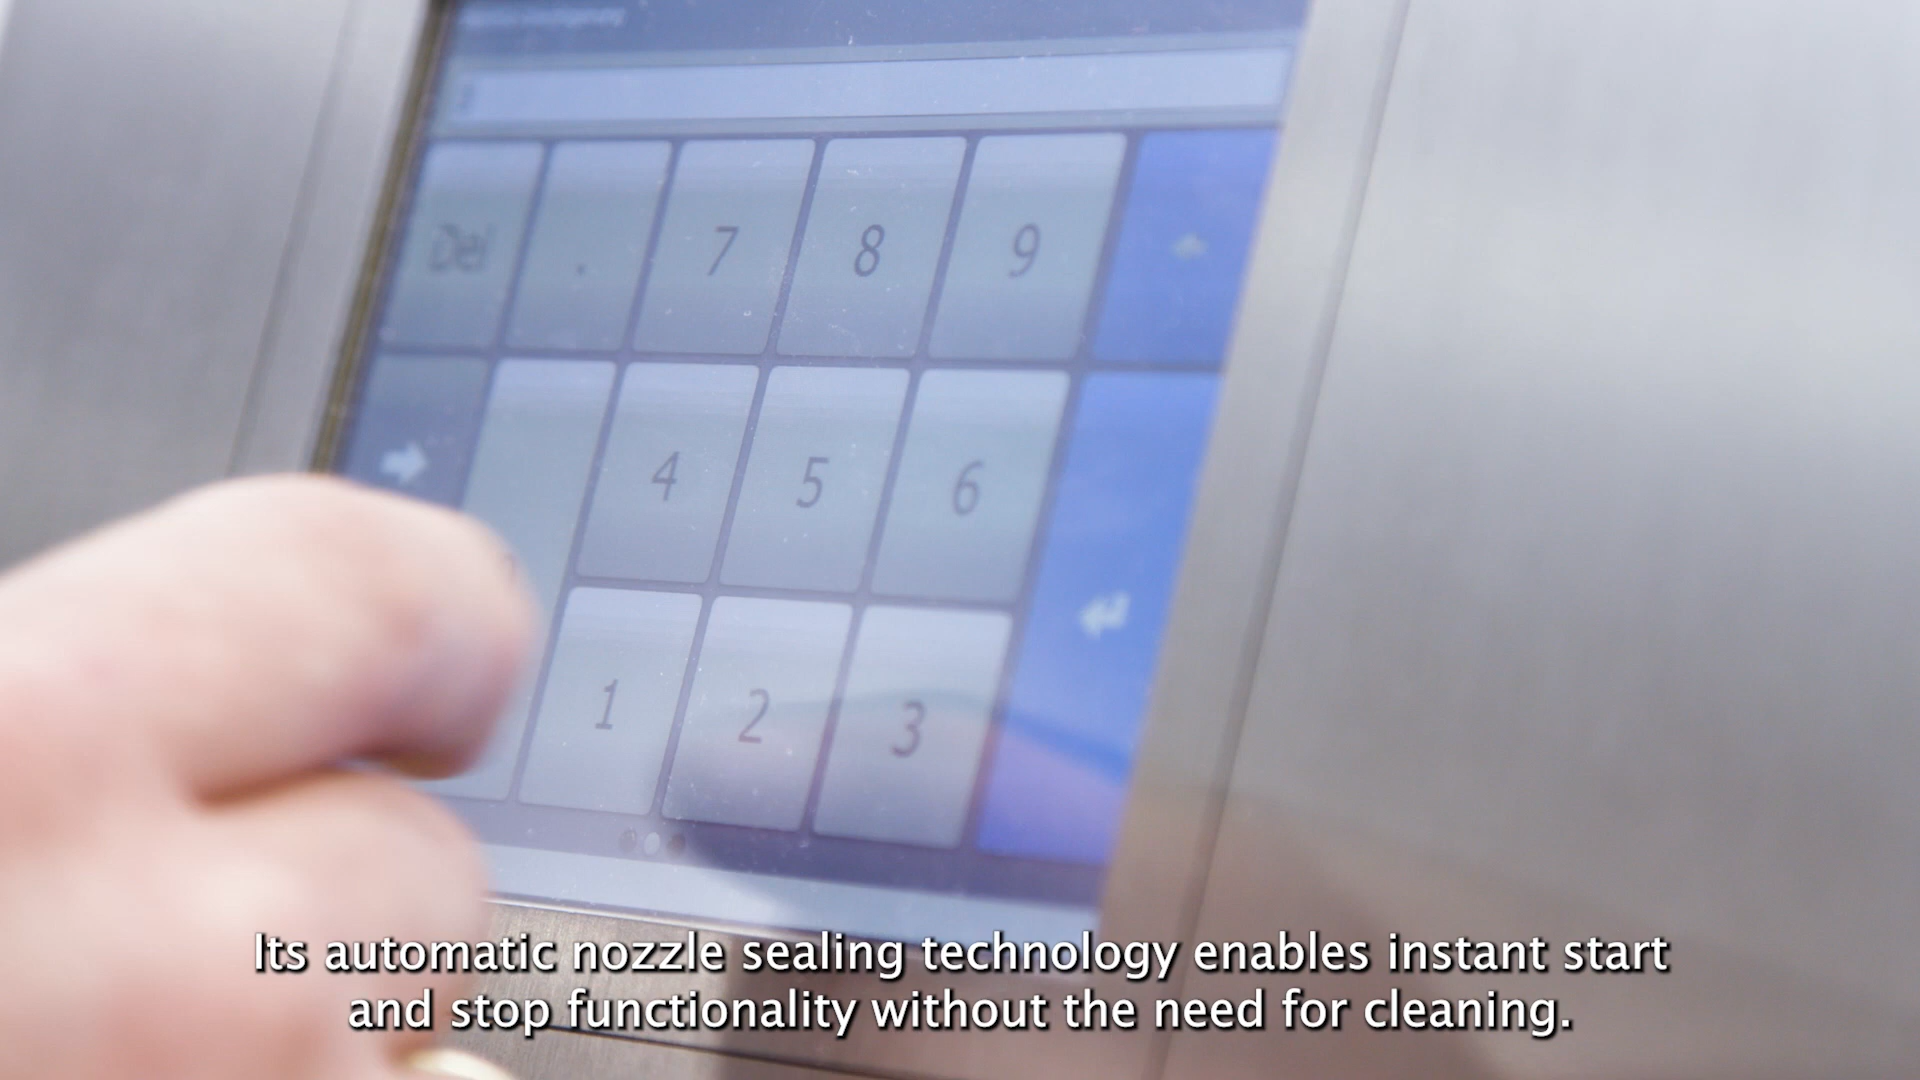 Del . 7 8 9
4 5 6
1 2 3
Its automatic nozzle sealing technology enables instant start
and stop functionality without the need for cleaning.